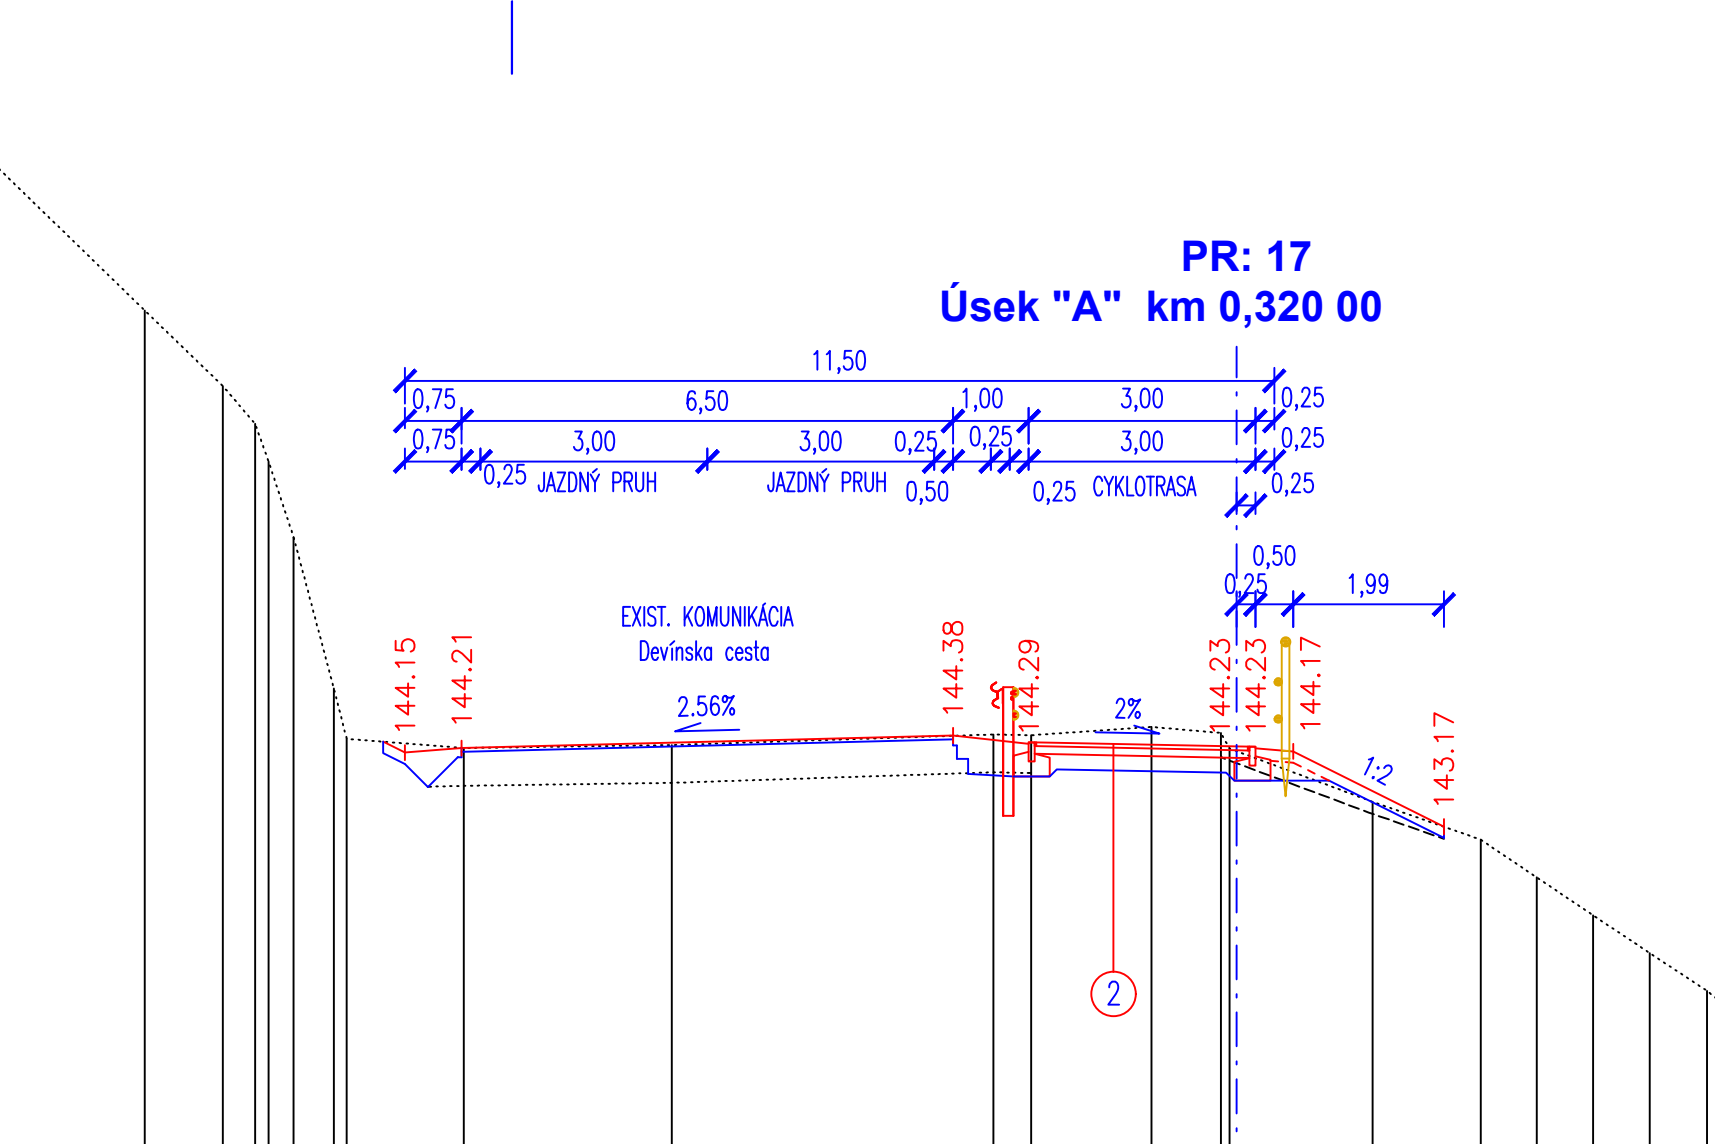 PR: 17
Úsek "A" km 0,320 00
11,50
0,75 6,50 1,00 3,00 0,25
0,75 3,00 3,00 0,25 0,25 3,00 0,25
0,25 JAZDNÝ PRUH JAZDNÝ PRUH 0,50 0,25 CYKLOTRASA 0,25
0,50
0,25 1,99
EXIST. KOMUNIKÁCIA
Devínska cesta
144.15
144.21
144.38
144.29
144.23
144.23
144.17
143.17
2.56%
2%
1:2
2